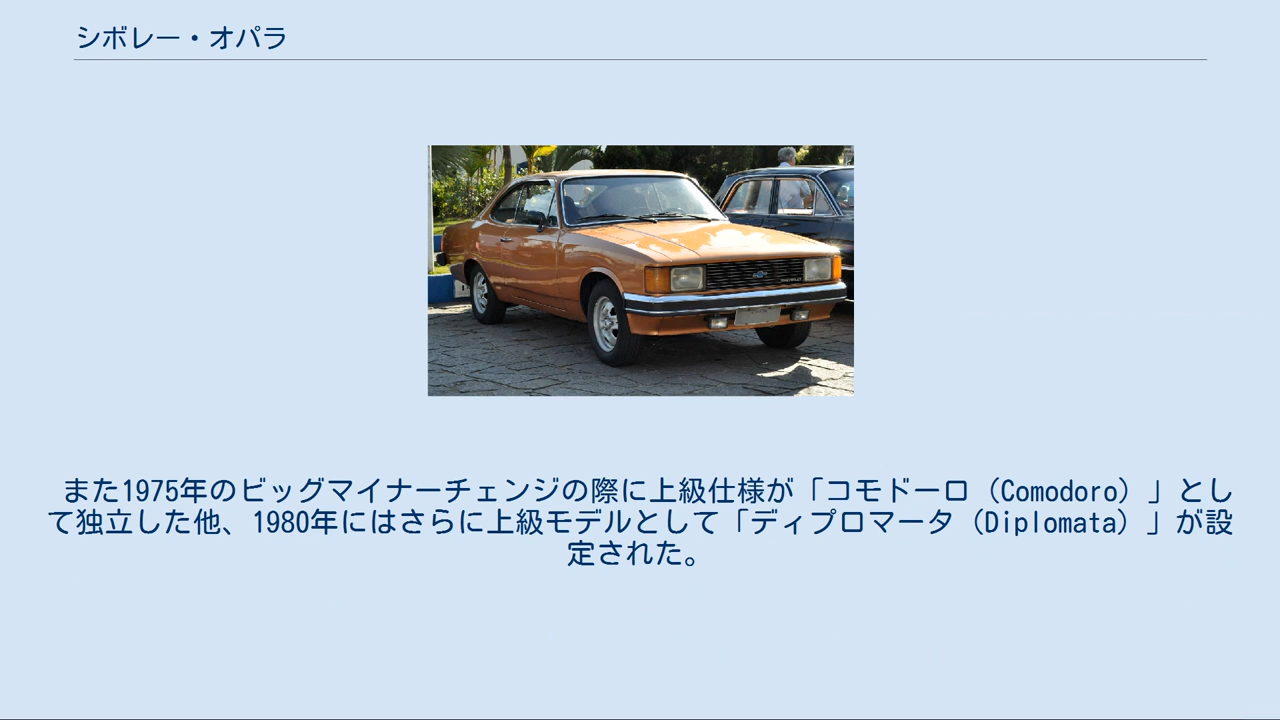 シボレー・オパラ
また1975年のビッグマイナーチェンジの際に上級仕様が「コモドーロ（Comodoro）」とし
て独立した他、1980年にはさらに上級モデルとして「ディプロマータ（Diplomata）」が設
定された。